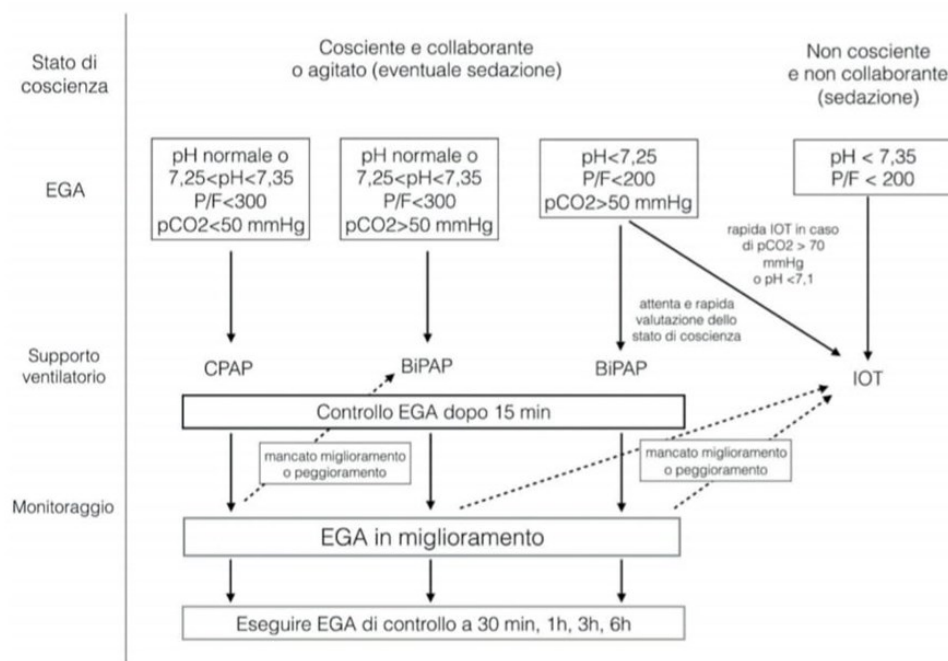 Stato di
coscienza
Cosciente e collaborante
o agitato (eventuale sedazione)
Non cosciente
e non collaborante
(sedazione)
EGA
pH normale o
7,25<pH<7,35
P/F<300
pCO2<50 mmHg
pH normale o
7,25<pH<7,35
P/F<300
pCO2>50 mmHg
pH<7,25
P/F<200
pCO2>50 mmHg
pH < 7,35
P/F < 200
rapida IOT in caso
di pCO2 > 70
mmHg
o pH <7,1
attenta e rapida
valutazione dello
stato di coscienza
Supporto
ventilatorio
CPAP
BiPAP
BiPAP
IOT
Controllo EGA dopo 15 min
mancato miglioramento
o peggioramento
mancato miglioramento
o peggioramento
Monitoraggio
EGA in miglioramento
Eseguire EGA di controllo a 30 min, 1h, 3h, 6h